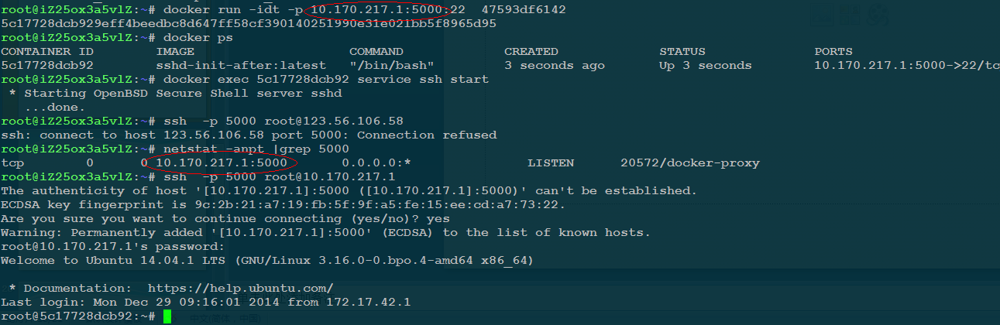 root@iZ25ox3a5vlZ:~# docker run -idt -p 10.170.217.1:5000:22  47593df6142
5c17728dcb929eff4beedbc8d647ff58cf390140251990e31e021bb5f8965d95
root@iZ25ox3a5vlZ:~# docker ps
CONTAINER ID        IMAGE                    COMMAND             CREATED             STATUS              PORTS
5c17728dcb92        sshd-init-after:latest   "/bin/bash"         3 seconds ago       Up 3 seconds        10.170.217.1:5000->22/tc
root@iZ25ox3a5vlZ:~# docker exec 5c17728dcb92 service ssh start
 * Starting OpenBSD Secure Shell server sshd
   ...done.
root@iZ25ox3a5vlZ:~# ssh  -p 5000 root@123.56.106.58
ssh: connect to host 123.56.106.58 port 5000: Connection refused
root@iZ25ox3a5vlZ:~# netstat -anpt |grep 5000
tcp        0      0 10.170.217.1:5000       0.0.0.0:*               LISTEN      20572/docker-proxy
root@iZ25ox3a5vlZ:~# ssh  -p 5000 root@10.170.217.1
The authenticity of host '[10.170.217.1]:5000 ([10.170.217.1]:5000)' can't be established.
ECDSA key fingerprint is 9c:2b:21:a7:19:fb:5f:9f:a5:fe:15:ee:cd:a7:73:22.
Are you sure you want to continue connecting (yes/no)? yes
Warning: Permanently added '[10.170.217.1]:5000' (ECDSA) to the list of known hosts.
root@10.170.217.1's password:
Welcome to Ubuntu 14.04.1 LTS (GNU/Linux 3.16.0-0.bpo.4-amd64 x86_64)

 * Documentation:  https://help.ubuntu.com/
Last login: Mon Dec 29 09:16:01 2014 from 172.17.42.1
root@5c17728dcb92:~#